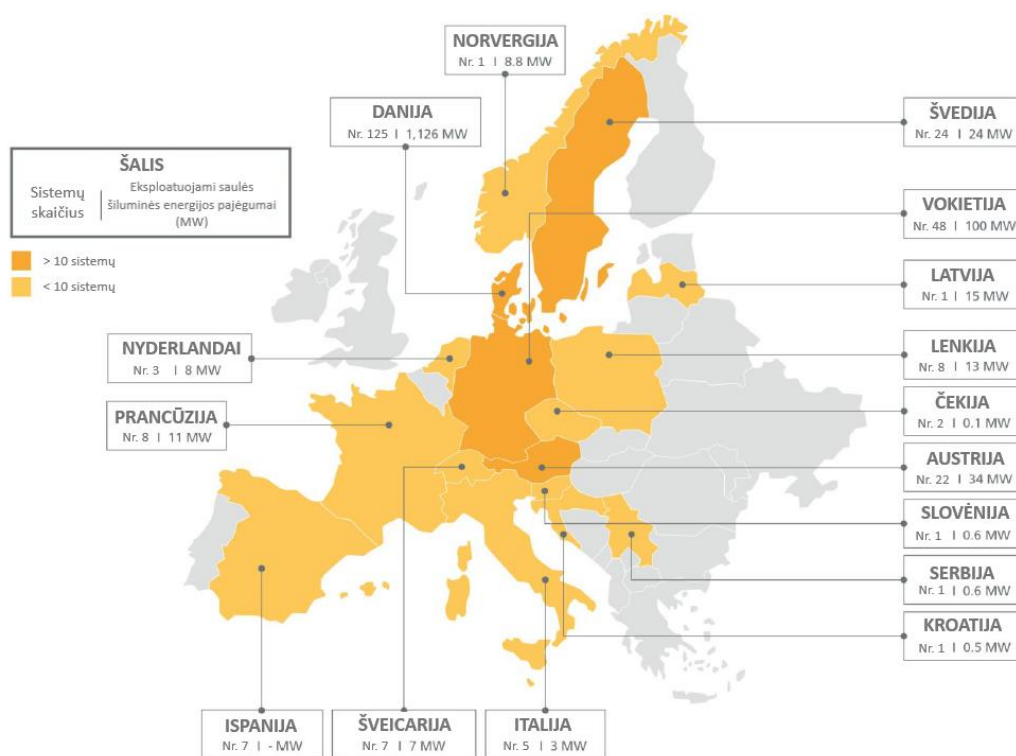 NORVERGIJA
Nr. 1 | 8.8 MW
DANIJA
Nr. 125 | 1,126 MW
ŠVEDIJA
Nr. 24 | 24 MW
ŠALIS
Sistemų skaičius
Eksploatuojami saulės
šiluminės energijos pajėgumai
(MW)
> 10 sistemų
< 10 sistemų
VOKIETIJA
Nr. 48 | 100 MW
LATVIJA
Nr. 1 | 15 MW
NYDERLANDAI
Nr. 3 | 8 MW
LENKIJA
Nr. 8 | 13 MW
PRANCŪZIJA
Nr. 8 | 11 MW
ČEKIJA
Nr. 2 | 0.1 MW
AUSTRIJA
Nr. 22 | 34 MW
SLOVĖNIJA
Nr. 1 | 0.6 MW
SERBIJA
Nr. 1 | 0.6 MW
KROATIJA
Nr. 1 | 0.5 MW
ISPANIJA
Nr. 7 | - MW
ŠVEICARIJA
Nr. 7 | 7 MW
ITALIJA
Nr. 5 | 3 MW